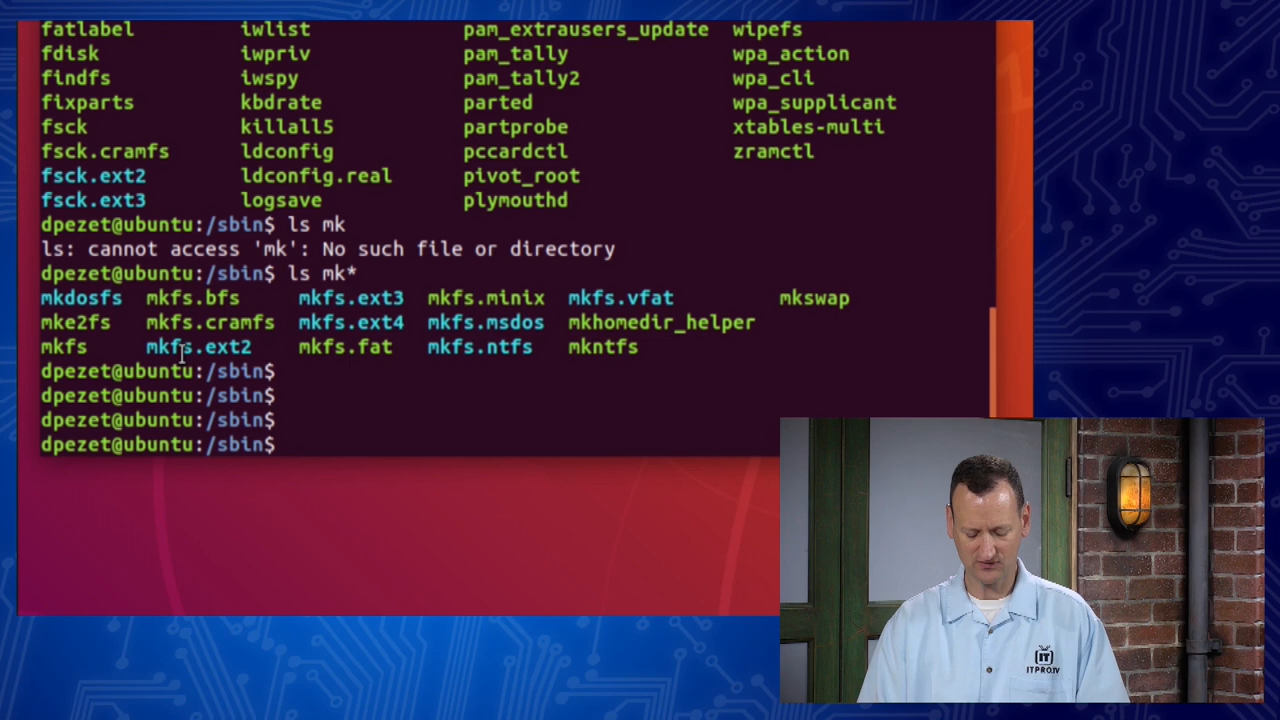 fatlabel iwlist pam_extrausers_update wipefs
fdisk iwpriv pam_tally wpa_action
findfs iwspy pam_tally2 wpa_cli
fixparts kbdrate parted wpa_supplicant
fsck killall5 partprobe xtables-multi
fsck.cramfs ldconfig pccardctl zramctl
fsck.ext2 ldconfig.real pivot_root
fsck.ext3 logsave plymouthd
dpezet@ubuntu:/sbin$ ls mk
ls: cannot access 'mk': No such file or directory
dpezet@ubuntu:/sbin$ ls mk*
mkdosfs mkfs.bfs mkfs.ext3 mkfs.minix mkfs.vfat mkswap
mke2fs mkfs.cramfs mkfs.ext4 mkfs.msdos mkhomedir_helper
mkfs mkfs.ext2 mkfs.fat mkfs.ntfs mkntfs
dpezet@ubuntu:/sbin$
dpezet@ubuntu:/sbin$
dpezet@ubuntu:/sbin$
dpezet@ubuntu:/sbin$
IT
ITPRO.TV